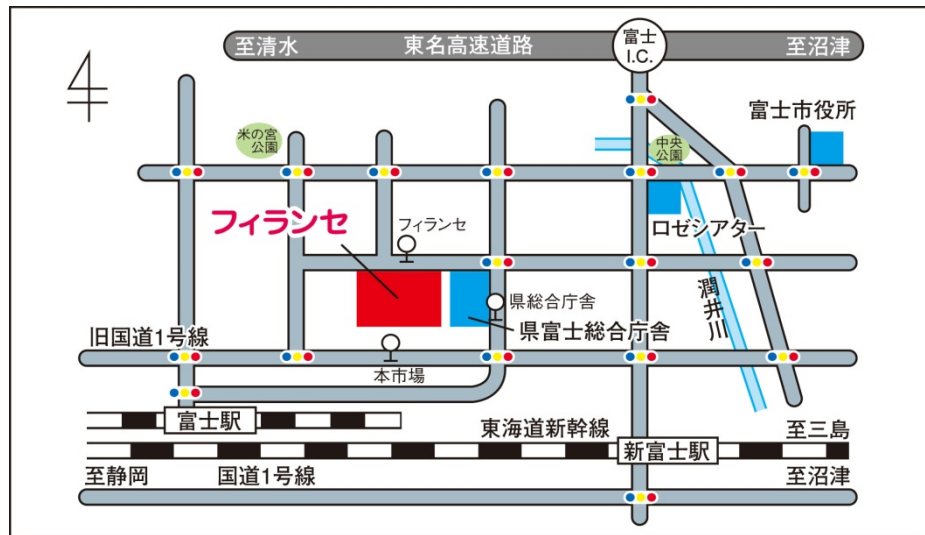 至清水
東名高速道路
富士
I.C.
至沼津
富士市役所
米の宮
公園
中央
公園
フィランセ
フィランセ
ロゼシアター
県総合庁舎
潤井川
県富士総合庁舎
旧国道1号線
本市場
富士駅
東海道新幹線
新富士駅
至三島
至静岡
国道1号線
至沼津